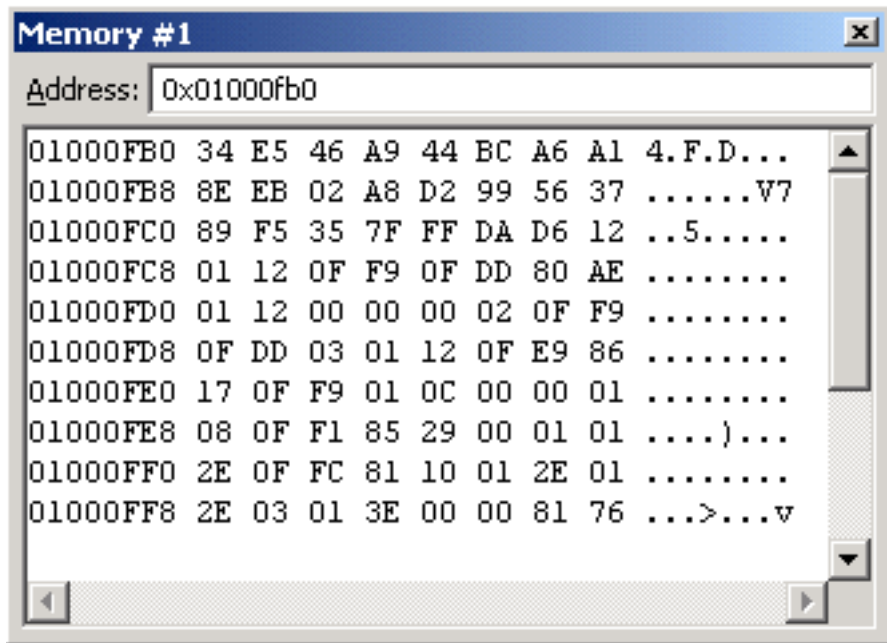 Memory #1
Address: 0x01000fb0
01000FB0 34 E5 46 A9 44 BC A6 A1 4.F.D...
01000FB8 8E EB 02 A8 D2 99 56 37 ......V7
01000FC0 89 F5 35 7F FF DA D6 12 ..5.....
01000FC8 01 12 0F F9 0F DD 80 AE ........
01000FD0 01 12 00 00 00 02 0F F9 ........
01000FD8 0F DD 03 01 12 0F E9 86 ........
01000FE0 17 0F F9 01 0C 00 00 01 ........
01000FE8 08 0F F1 85 29 00 01 01 ....)...
01000FF0 2E 0F FC 81 10 01 2E 01 ........
01000FF8 2E 03 01 3E 00 00 81 76 ...>...v